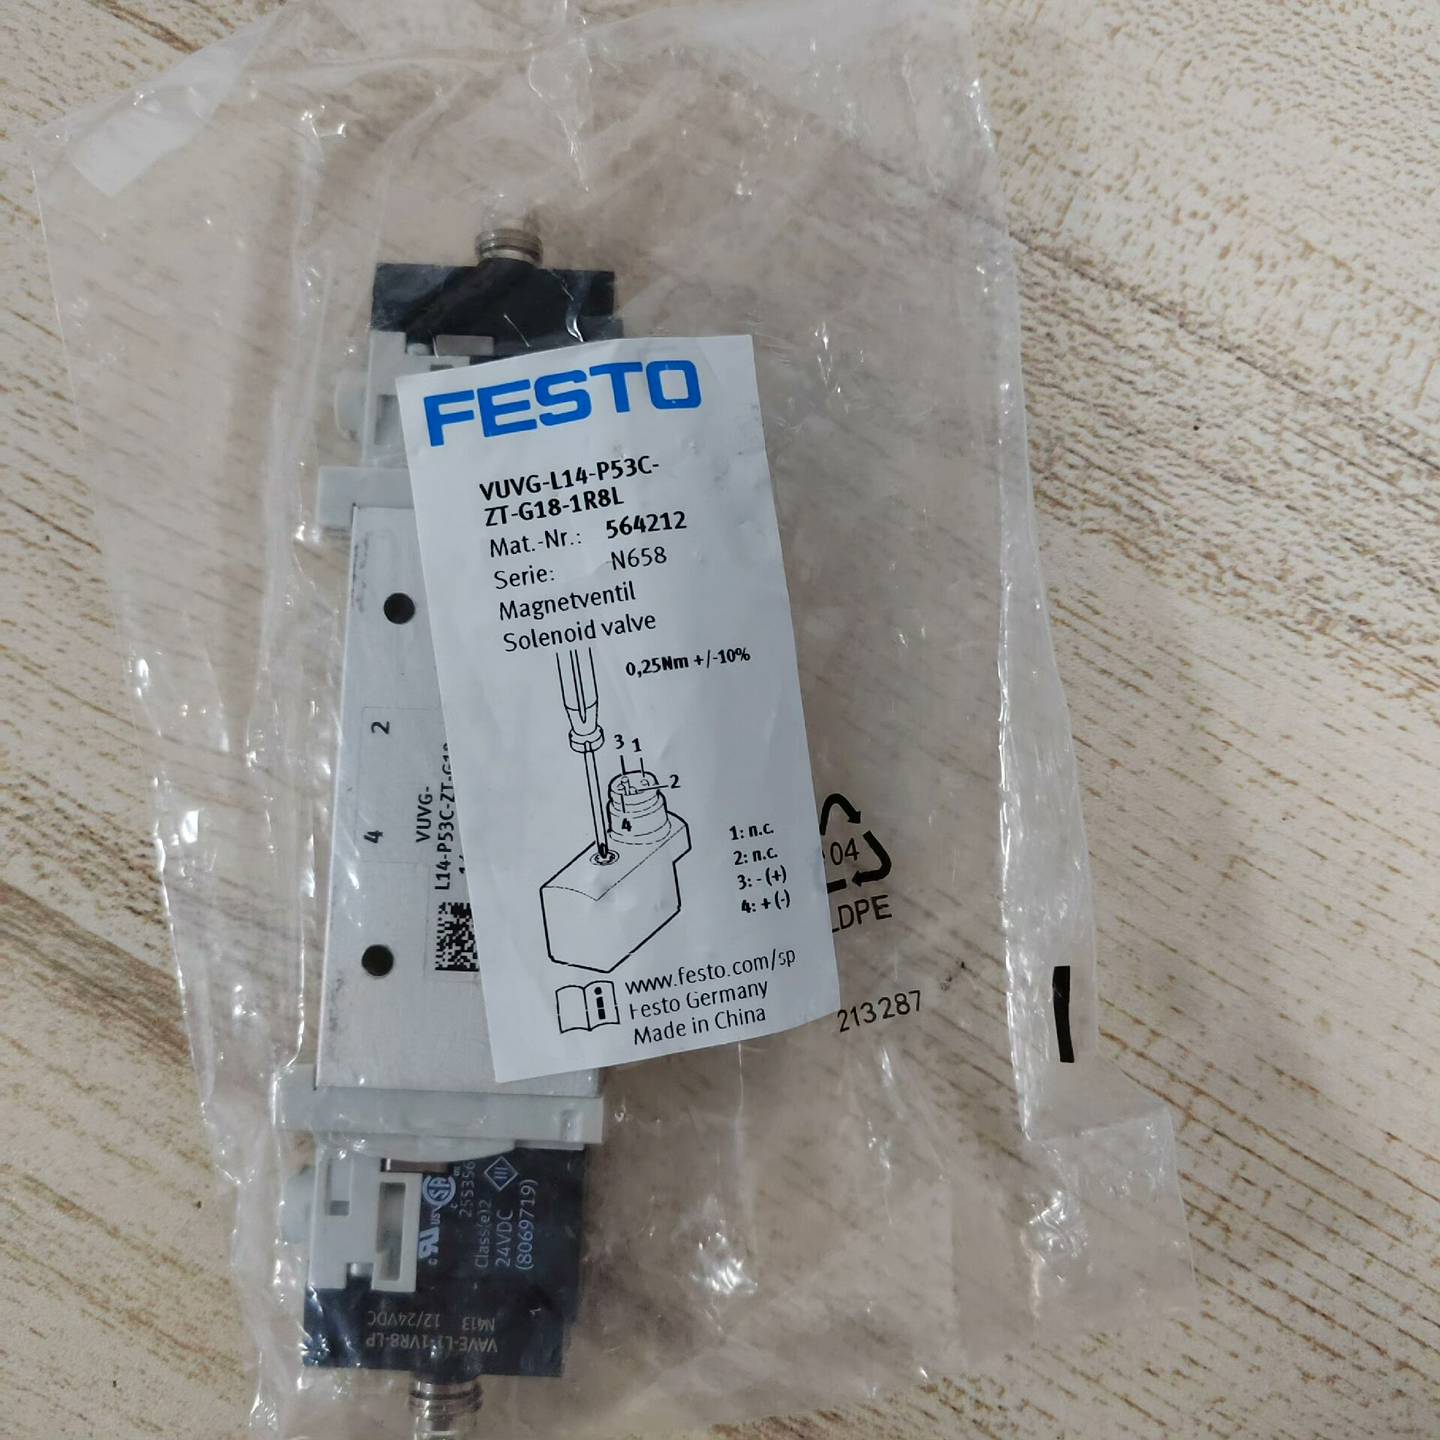 FESTO
VUVG-L14-P53C-
ZT-G18-1R8L
Mat.-Nr.: 564212
Serie: N658
Magnetventil
Solenoid valve
0,25Nm +/-10%
3 1
2
4
1: n.c.
2: n.c.
3: - (+)
4: + (-)
www.festo.com/sp
Festo Germany
Made in China
04
LDPE
213287
2
4
VUVG-
L14-P53C-ZT-G18
Class(e)2
24VDC
(8069719)
255356
VAVE-L1-1VR8-LP
N413 12/24VDC
1